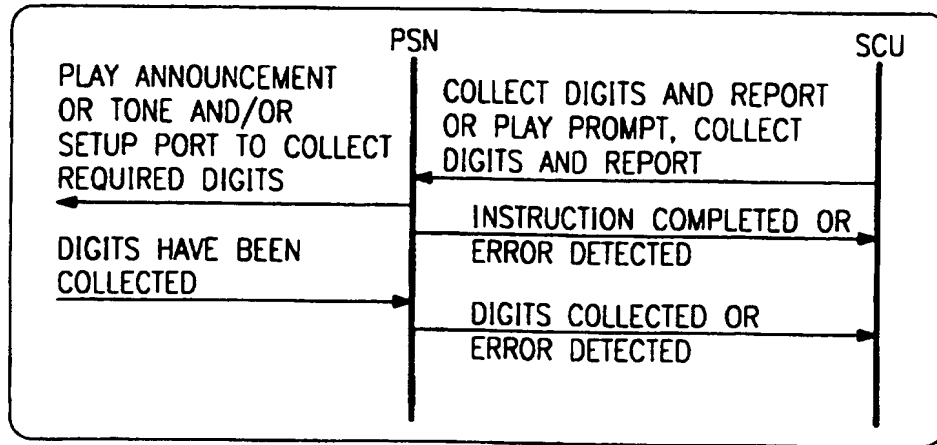 PSN
SCU
PLAY ANNOUNCEMENT
OR TONE AND/OR
SETUP PORT TO COLLECT
REQUIRED DIGITS
COLLECT DIGITS AND REPORT
OR PLAY PROMPT, COLLECT
DIGITS AND REPORT
INSTRUCTION COMPLETED OR
ERROR DETECTED
DIGITS HAVE BEEN
COLLECTED
DIGITS COLLECTED OR
ERROR DETECTED